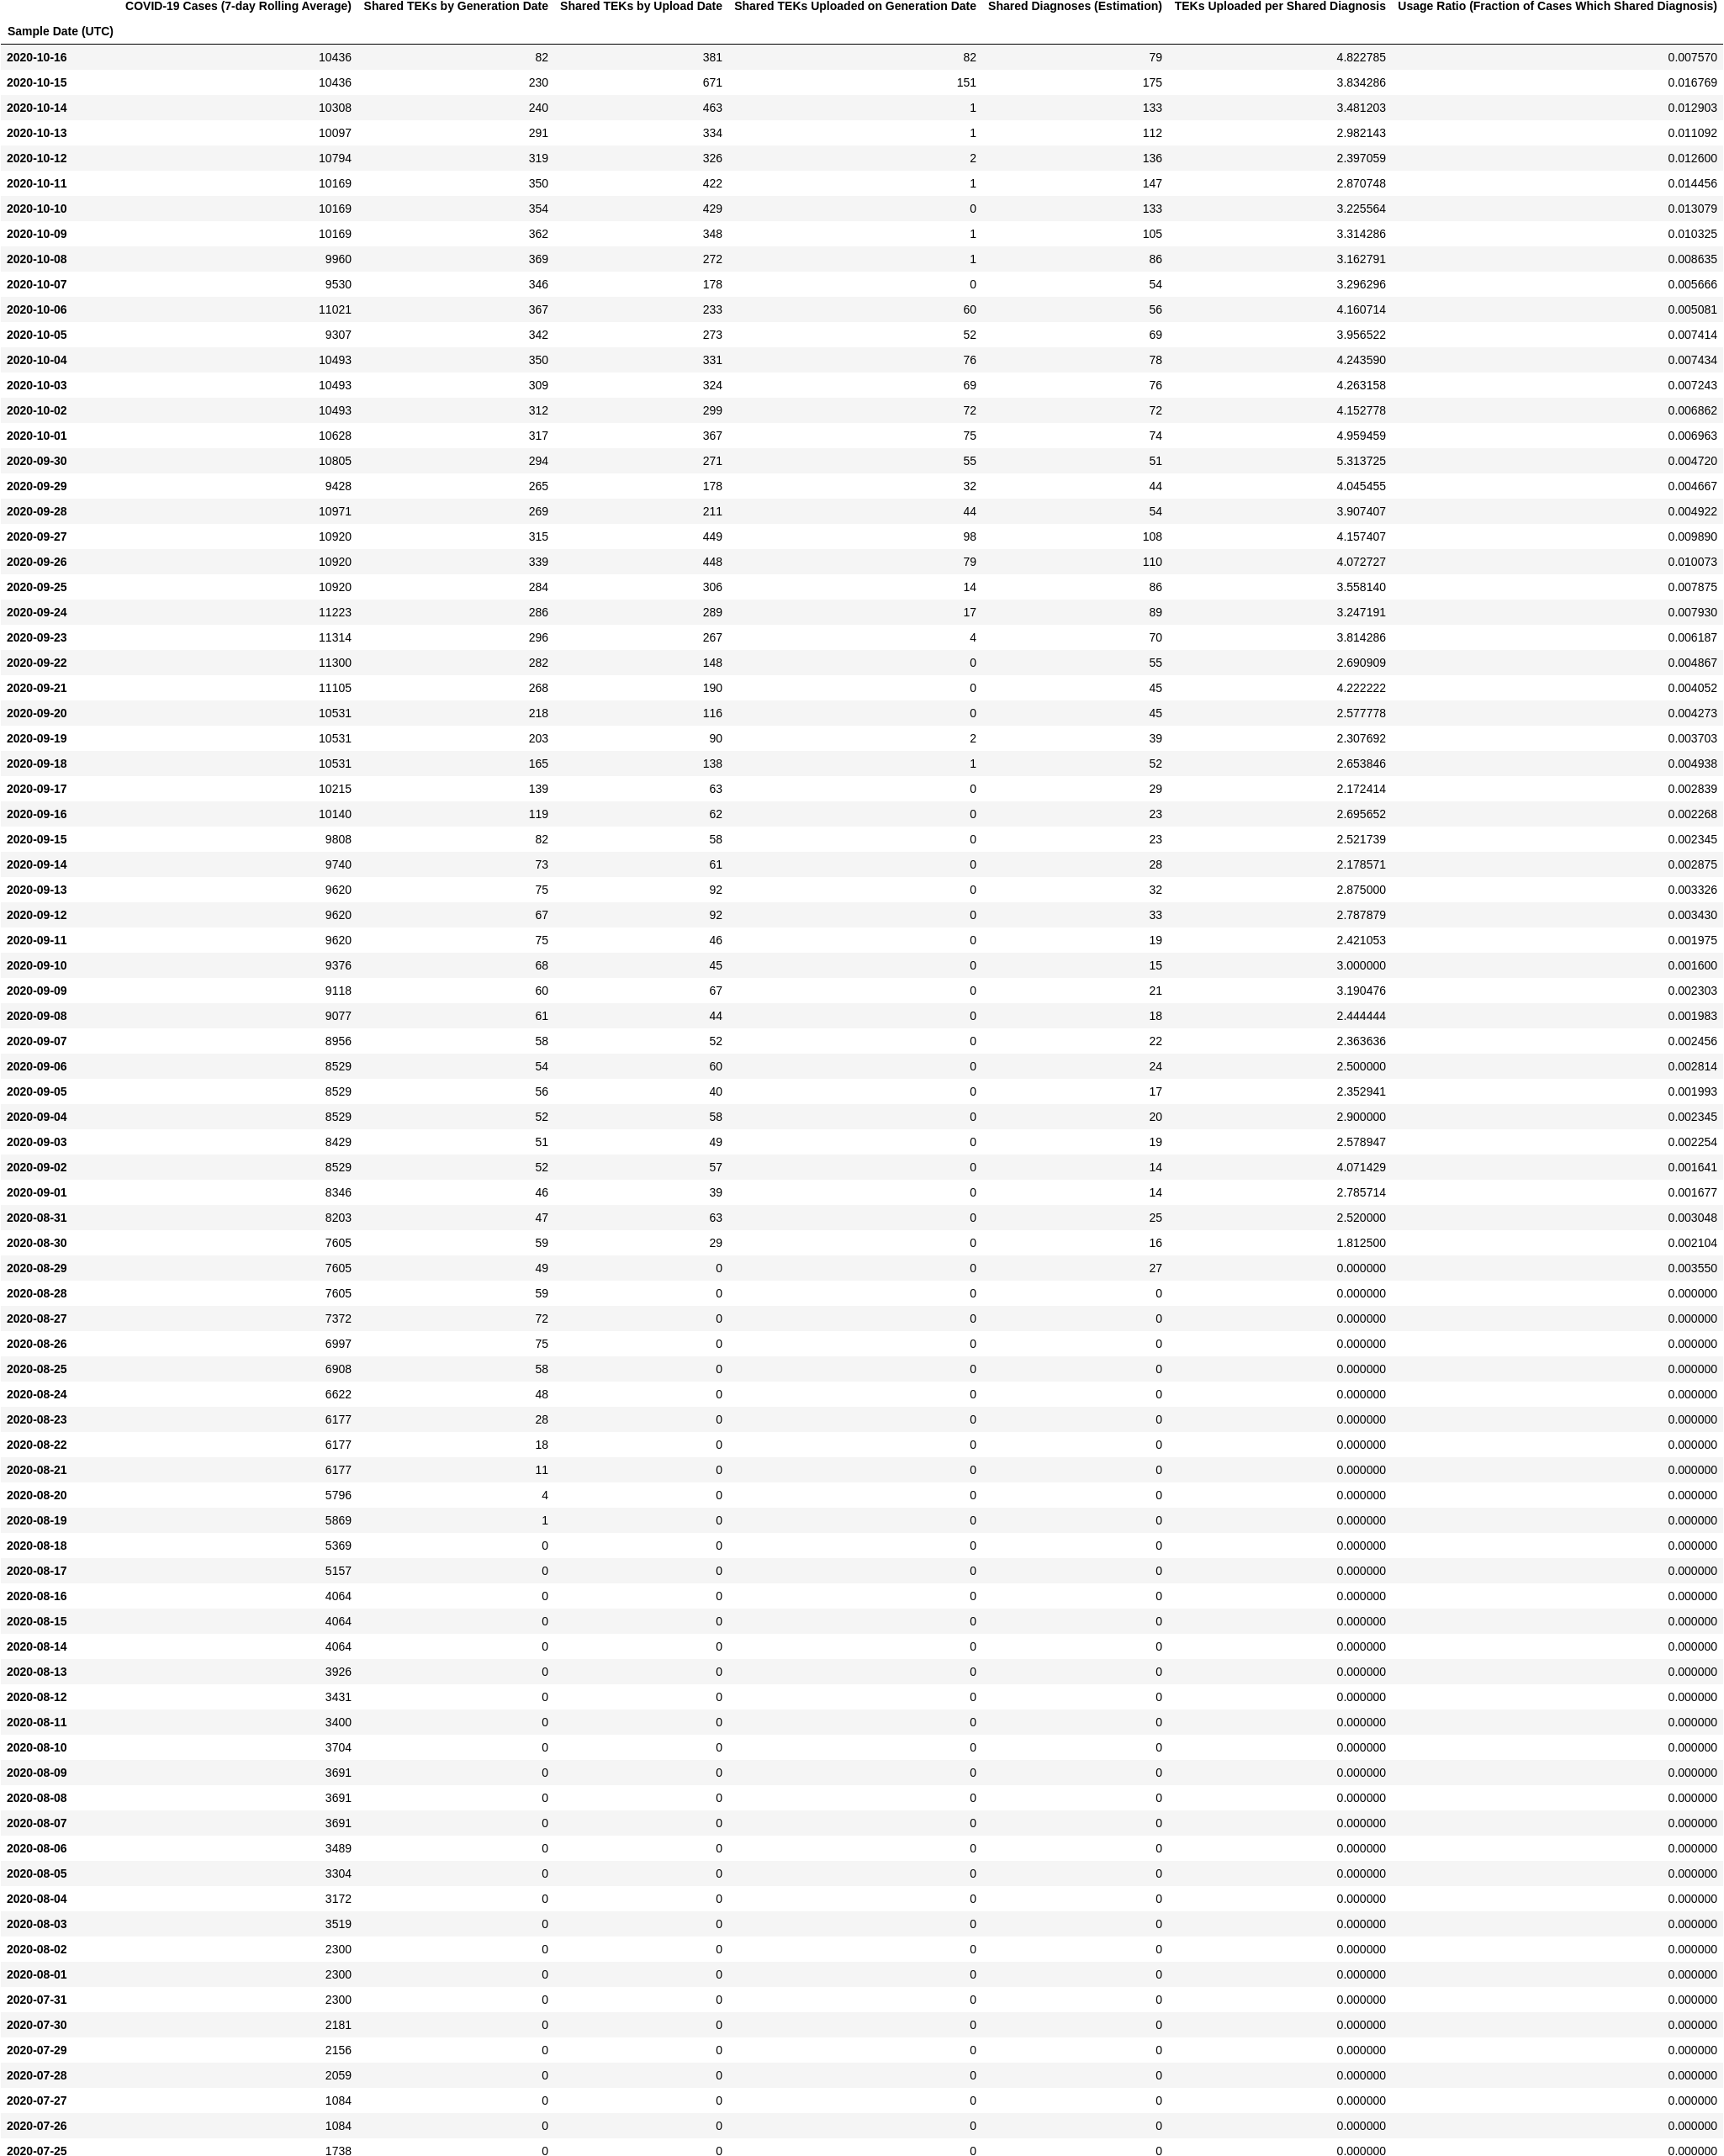 COVID-19 Cases (7-day Rolling Average) Shared TEKs by Generation Date Shared TEKs by Upload Date Shared TEKs Uploaded on Generation Date Shared Diagnoses (Estimation) TEKs Uploaded per Shared Diagnosis Usage Ratio (Fraction of Cases Which Shared Diagnosis)
Sample Date (UTC)
2020-10-16 10436 82 381 82 79 4.822785 0.007570
2020-10-15 10436 230 671 151 175 3.834286 0.016769
2020-10-14 10308 240 463 1 133 3.481203 0.012903
2020-10-13 10097 291 334 1 112 2.982143 0.011092
2020-10-12 10794 319 326 2 136 2.397059 0.012600
2020-10-11 10169 350 422 1 147 2.870748 0.014456
2020-10-10 10169 354 429 0 133 3.225564 0.013079
2020-10-09 10169 362 348 1 105 3.314286 0.010325
2020-10-08 9960 369 272 1 86 3.162791 0.008635
2020-10-07 9530 346 178 0 54 3.296296 0.005666
2020-10-06 11021 367 233 60 56 4.160714 0.005081
2020-10-05 9307 342 273 52 69 3.956522 0.007414
2020-10-04 10493 350 331 76 78 4.243590 0.007434
2020-10-03 10493 309 324 69 76 4.263158 0.007243
2020-10-02 10493 312 299 72 72 4.152778 0.006862
2020-10-01 10628 317 367 75 74 4.959459 0.006963
2020-09-30 10805 294 271 55 51 5.313725 0.004720
2020-09-29 9428 265 178 32 44 4.045455 0.004667
2020-09-28 10971 269 211 44 54 3.907407 0.004922
2020-09-27 10920 315 449 98 108 4.157407 0.009890
2020-09-26 10920 339 448 79 110 4.072727 0.010073
2020-09-25 10920 284 306 14 86 3.558140 0.007875
2020-09-24 11223 286 289 17 89 3.247191 0.007930
2020-09-23 11314 296 267 4 70 3.814286 0.006187
2020-09-22 11300 282 148 0 55 2.690909 0.004867
2020-09-21 11105 268 190 0 45 4.222222 0.004052
2020-09-20 10531 218 116 0 45 2.577778 0.004273
2020-09-19 10531 203 90 2 39 2.307692 0.003703
2020-09-18 10531 165 138 1 52 2.653846 0.004938
2020-09-17 10215 139 63 0 29 2.172414 0.002839
2020-09-16 10140 119 62 0 23 2.695652 0.002268
2020-09-15 9808 82 58 0 23 2.521739 0.002345
2020-09-14 9740 73 61 0 28 2.178571 0.002875
2020-09-13 9620 75 92 0 32 2.875000 0.003326
2020-09-12 9620 67 92 0 33 2.787879 0.003430
2020-09-11 9620 75 46 0 19 2.421053 0.001975
2020-09-10 9376 68 45 0 15 3.000000 0.001600
2020-09-09 9118 60 67 0 21 3.190476 0.002303
2020-09-08 9077 61 44 0 18 2.444444 0.001983
2020-09-07 8956 58 52 0 22 2.363636 0.002456
2020-09-06 8529 54 60 0 24 2.500000 0.002814
2020-09-05 8529 56 40 0 17 2.352941 0.001993
2020-09-04 8529 52 58 0 20 2.900000 0.002345
2020-09-03 8429 51 49 0 19 2.578947 0.002254
2020-09-02 8529 52 57 0 14 4.071429 0.001641
2020-09-01 8346 46 39 0 14 2.785714 0.001677
2020-08-31 8203 47 63 0 25 2.520000 0.003048
2020-08-30 7605 59 29 0 16 1.812500 0.002104
2020-08-29 7605 49 0 0 27 0.000000 0.003550
2020-08-28 7605 59 0 0 0 0.000000 0.000000
2020-08-27 7372 72 0 0 0 0.000000 0.000000
2020-08-26 6997 75 0 0 0 0.000000 0.000000
2020-08-25 6908 58 0 0 0 0.000000 0.000000
2020-08-24 6622 48 0 0 0 0.000000 0.000000
2020-08-23 6177 28 0 0 0 0.000000 0.000000
2020-08-22 6177 18 0 0 0 0.000000 0.000000
2020-08-21 6177 11 0 0 0 0.000000 0.000000
2020-08-20 5796 4 0 0 0 0.000000 0.000000
2020-08-19 5869 1 0 0 0 0.000000 0.000000
2020-08-18 5369 0 0 0 0 0.000000 0.000000
2020-08-17 5157 0 0 0 0 0.000000 0.000000
2020-08-16 4064 0 0 0 0 0.000000 0.000000
2020-08-15 4064 0 0 0 0 0.000000 0.000000
2020-08-14 4064 0 0 0 0 0.000000 0.000000
2020-08-13 3926 0 0 0 0 0.000000 0.000000
2020-08-12 3431 0 0 0 0 0.000000 0.000000
2020-08-11 3400 0 0 0 0 0.000000 0.000000
2020-08-10 3704 0 0 0 0 0.000000 0.000000
2020-08-09 3691 0 0 0 0 0.000000 0.000000
2020-08-08 3691 0 0 0 0 0.000000 0.000000
2020-08-07 3691 0 0 0 0 0.000000 0.000000
2020-08-06 3489 0 0 0 0 0.000000 0.000000
2020-08-05 3304 0 0 0 0 0.000000 0.000000
2020-08-04 3172 0 0 0 0 0.000000 0.000000
2020-08-03 3519 0 0 0 0 0.000000 0.000000
2020-08-02 2300 0 0 0 0 0.000000 0.000000
2020-08-01 2300 0 0 0 0 0.000000 0.000000
2020-07-31 2300 0 0 0 0 0.000000 0.000000
2020-07-30 2181 0 0 0 0 0.000000 0.000000
2020-07-29 2156 0 0 0 0 0.000000 0.000000
2020-07-28 2059 0 0 0 0 0.000000 0.000000
2020-07-27 1084 0 0 0 0 0.000000 0.000000
2020-07-26 1084 0 0 0 0 0.000000 0.000000
2020-07-25 1738 0 0 0 0 0.000000 0.000000